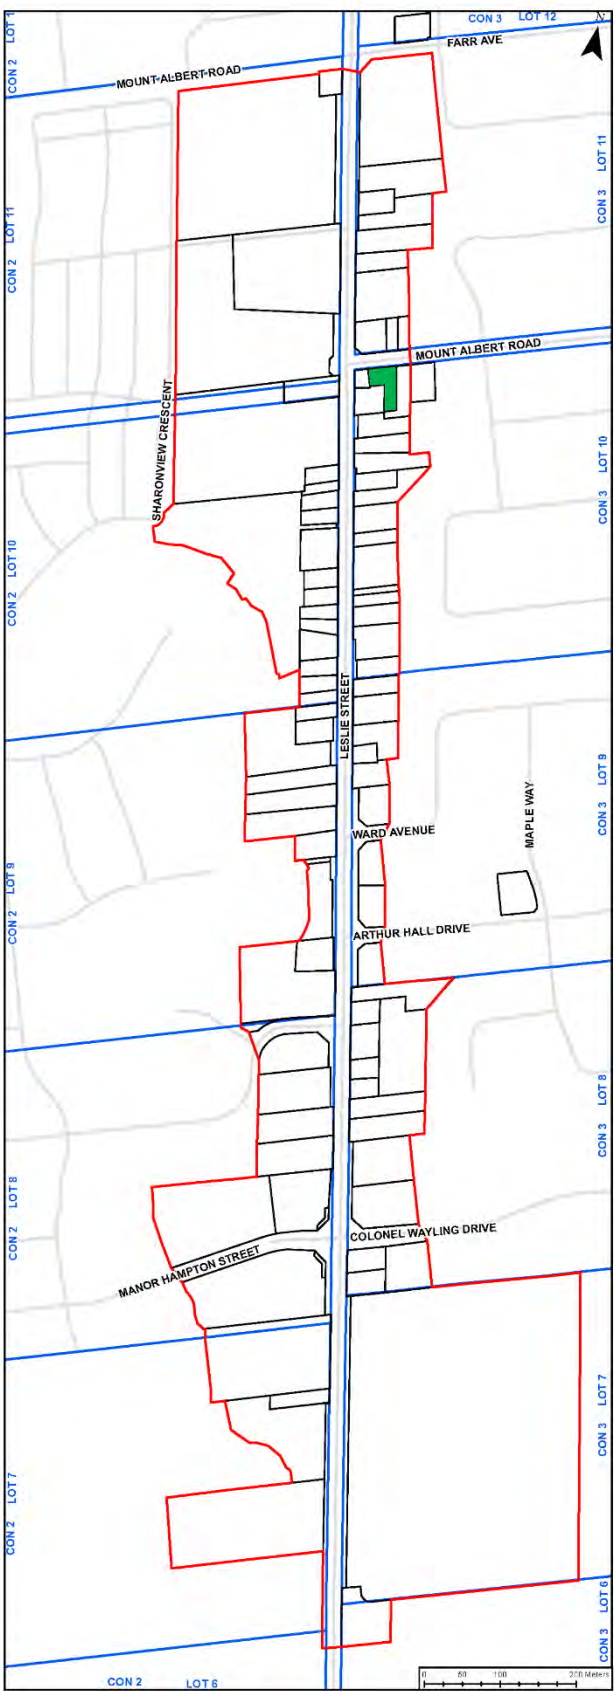 CON 3 LOT 12
N
FARR AVE
CON 2 LOT 1
MOUNT ALBERT ROAD
CON 3 LOT 11
CON 2 LOT 11
MOUNT ALBERT ROAD
SHARONVIEW CRESCENT
CON 3 LOT 10
CON 2 LOT 10
LESLIE STREET
CON 3 LOT 9
MAPLE WAY
WARD AVENUE
CON 2 LOT 9
ARTHUR HALL DRIVE
CON 3 LOT 8
CON 2 LOT 8
COLONEL WAYLING DRIVE
MANOR HAMPTON STREET
CON 3 LOT 7
CON 2 LOT 7
CON 3 LOT 6
0 50 100 200 Meters
CON 2 LOT 6